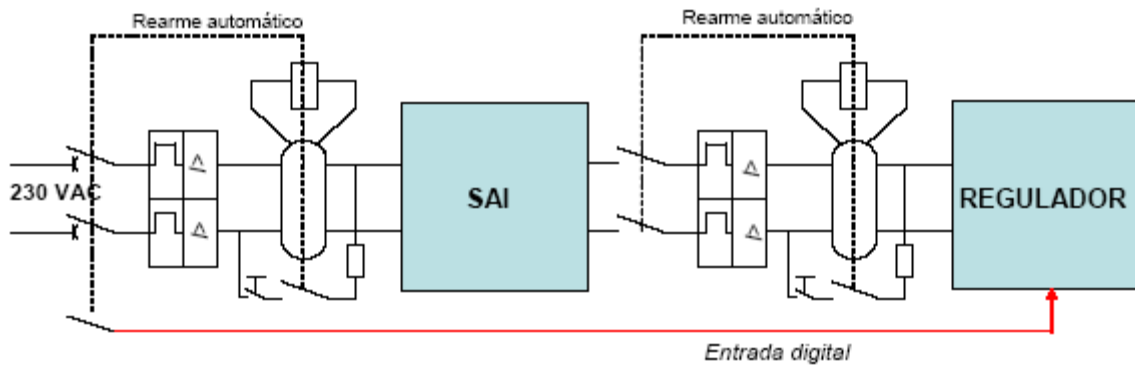 Rearme automático
Rearme automático
230 VAC
SAI
REGULADOR
Entrada digital